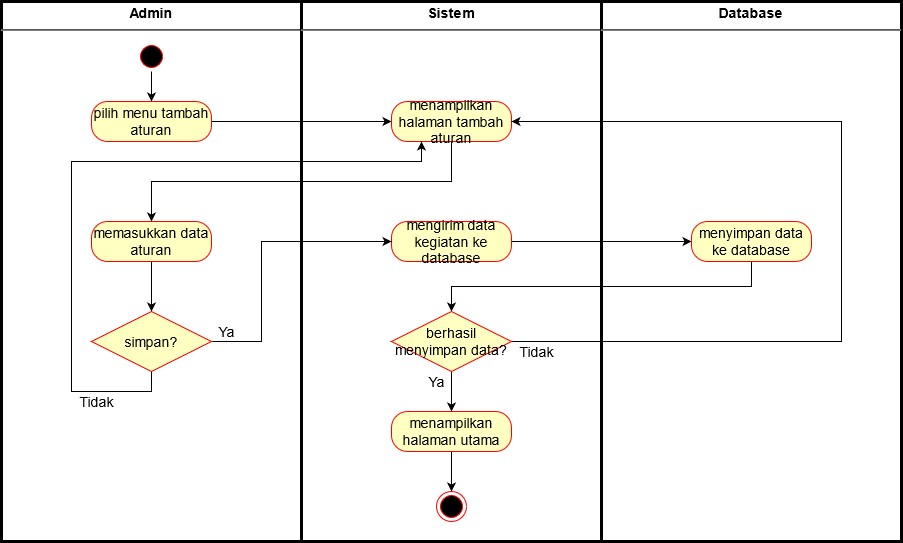 Admin
Sistem
Database
pilih menu tambah
aturan
menampilkan
halaman tambah
aturan
memasukkan data
aturan
mengirim data
kegiatan ke
database
menyimpan data
ke database
simpan?
Ya
Tidak
berhasil
menyimpan data?
Tidak
Ya
menampilkan
halaman utama